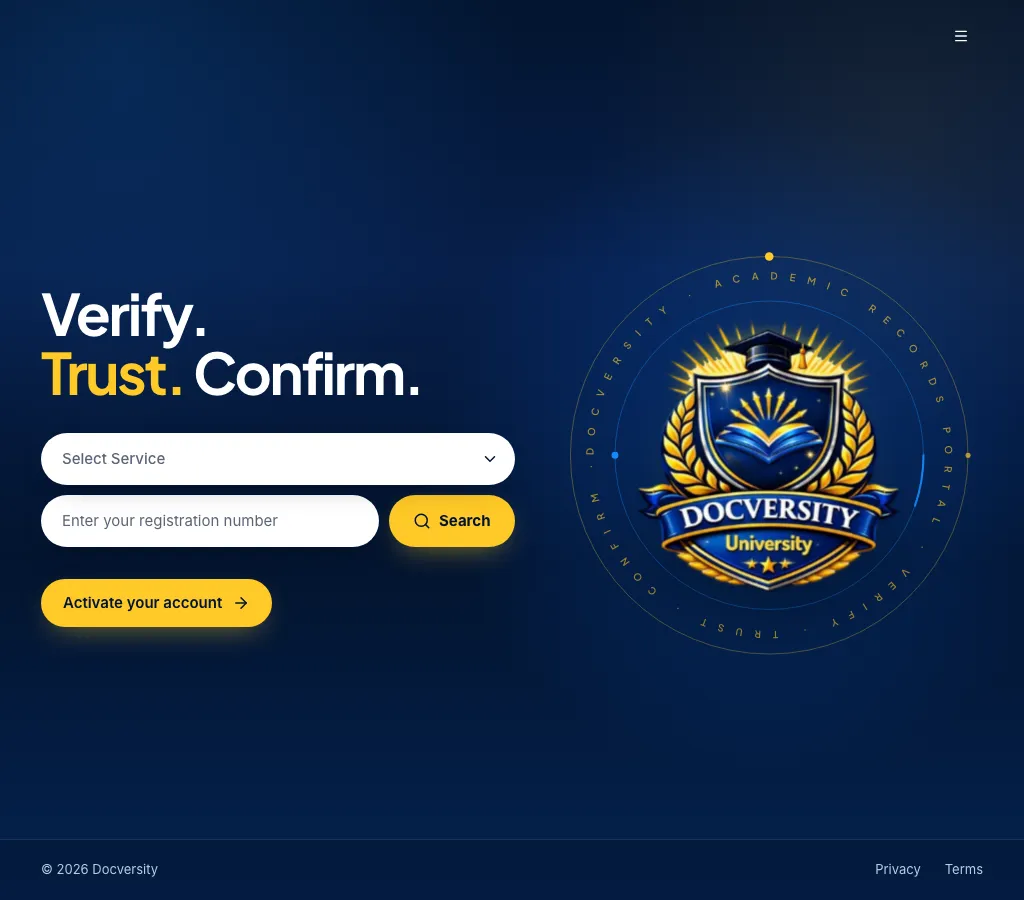 Verify.
Trust. Confirm.
Select Service
Enter your registration number
Search
Activate your account
DOCVERSITY · ACADEMIC RECORDS PORTAL · VERIFY · TRUST · CONFIRM ·
DOCVERSITY
University
© 2026 Docversity
Privacy
Terms